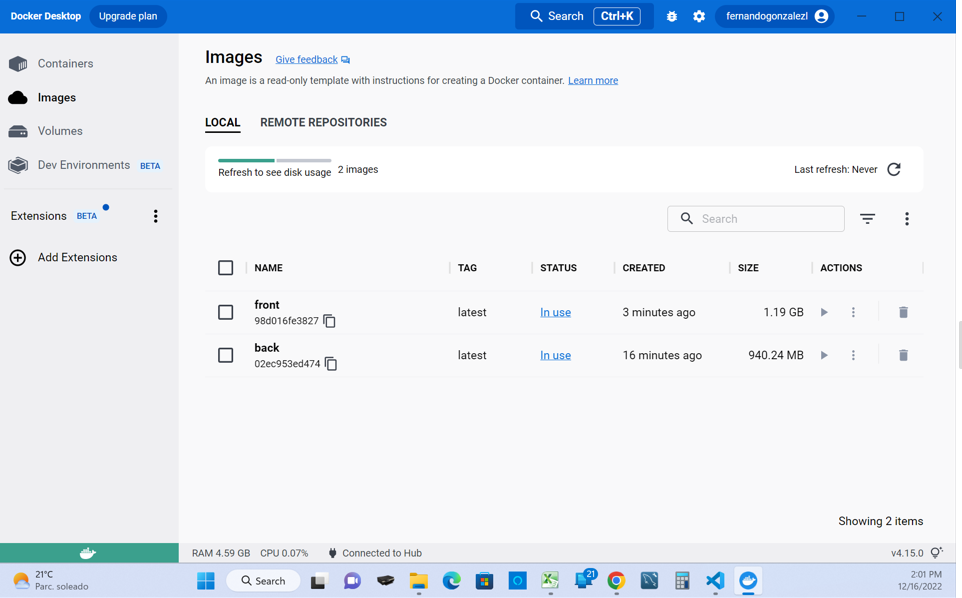 Docker Desktop Upgrade plan Search Ctrl+K fernandogonzalezl
Containers
Images
Volumes
Dev Environments BETA
Extensions BETA
Add Extensions
Images Give feedback
An image is a read-only template with instructions for creating a Docker container. Learn more
LOCAL REMOTE REPOSITORIES
Refresh to see disk usage 2 images Last refresh: Never
Search
NAME TAG STATUS CREATED SIZE ACTIONS
front
98d016fe3827 latest In use 3 minutes ago 1.19 GB
back
02ec953ed474 latest In use 16 minutes ago 940.24 MB
Showing 2 items
RAM 4.59 GB CPU 0.07% Connected to Hub v4.15.0
21°C
Parc. soleado
Search
21
2:01 PM
12/16/2022